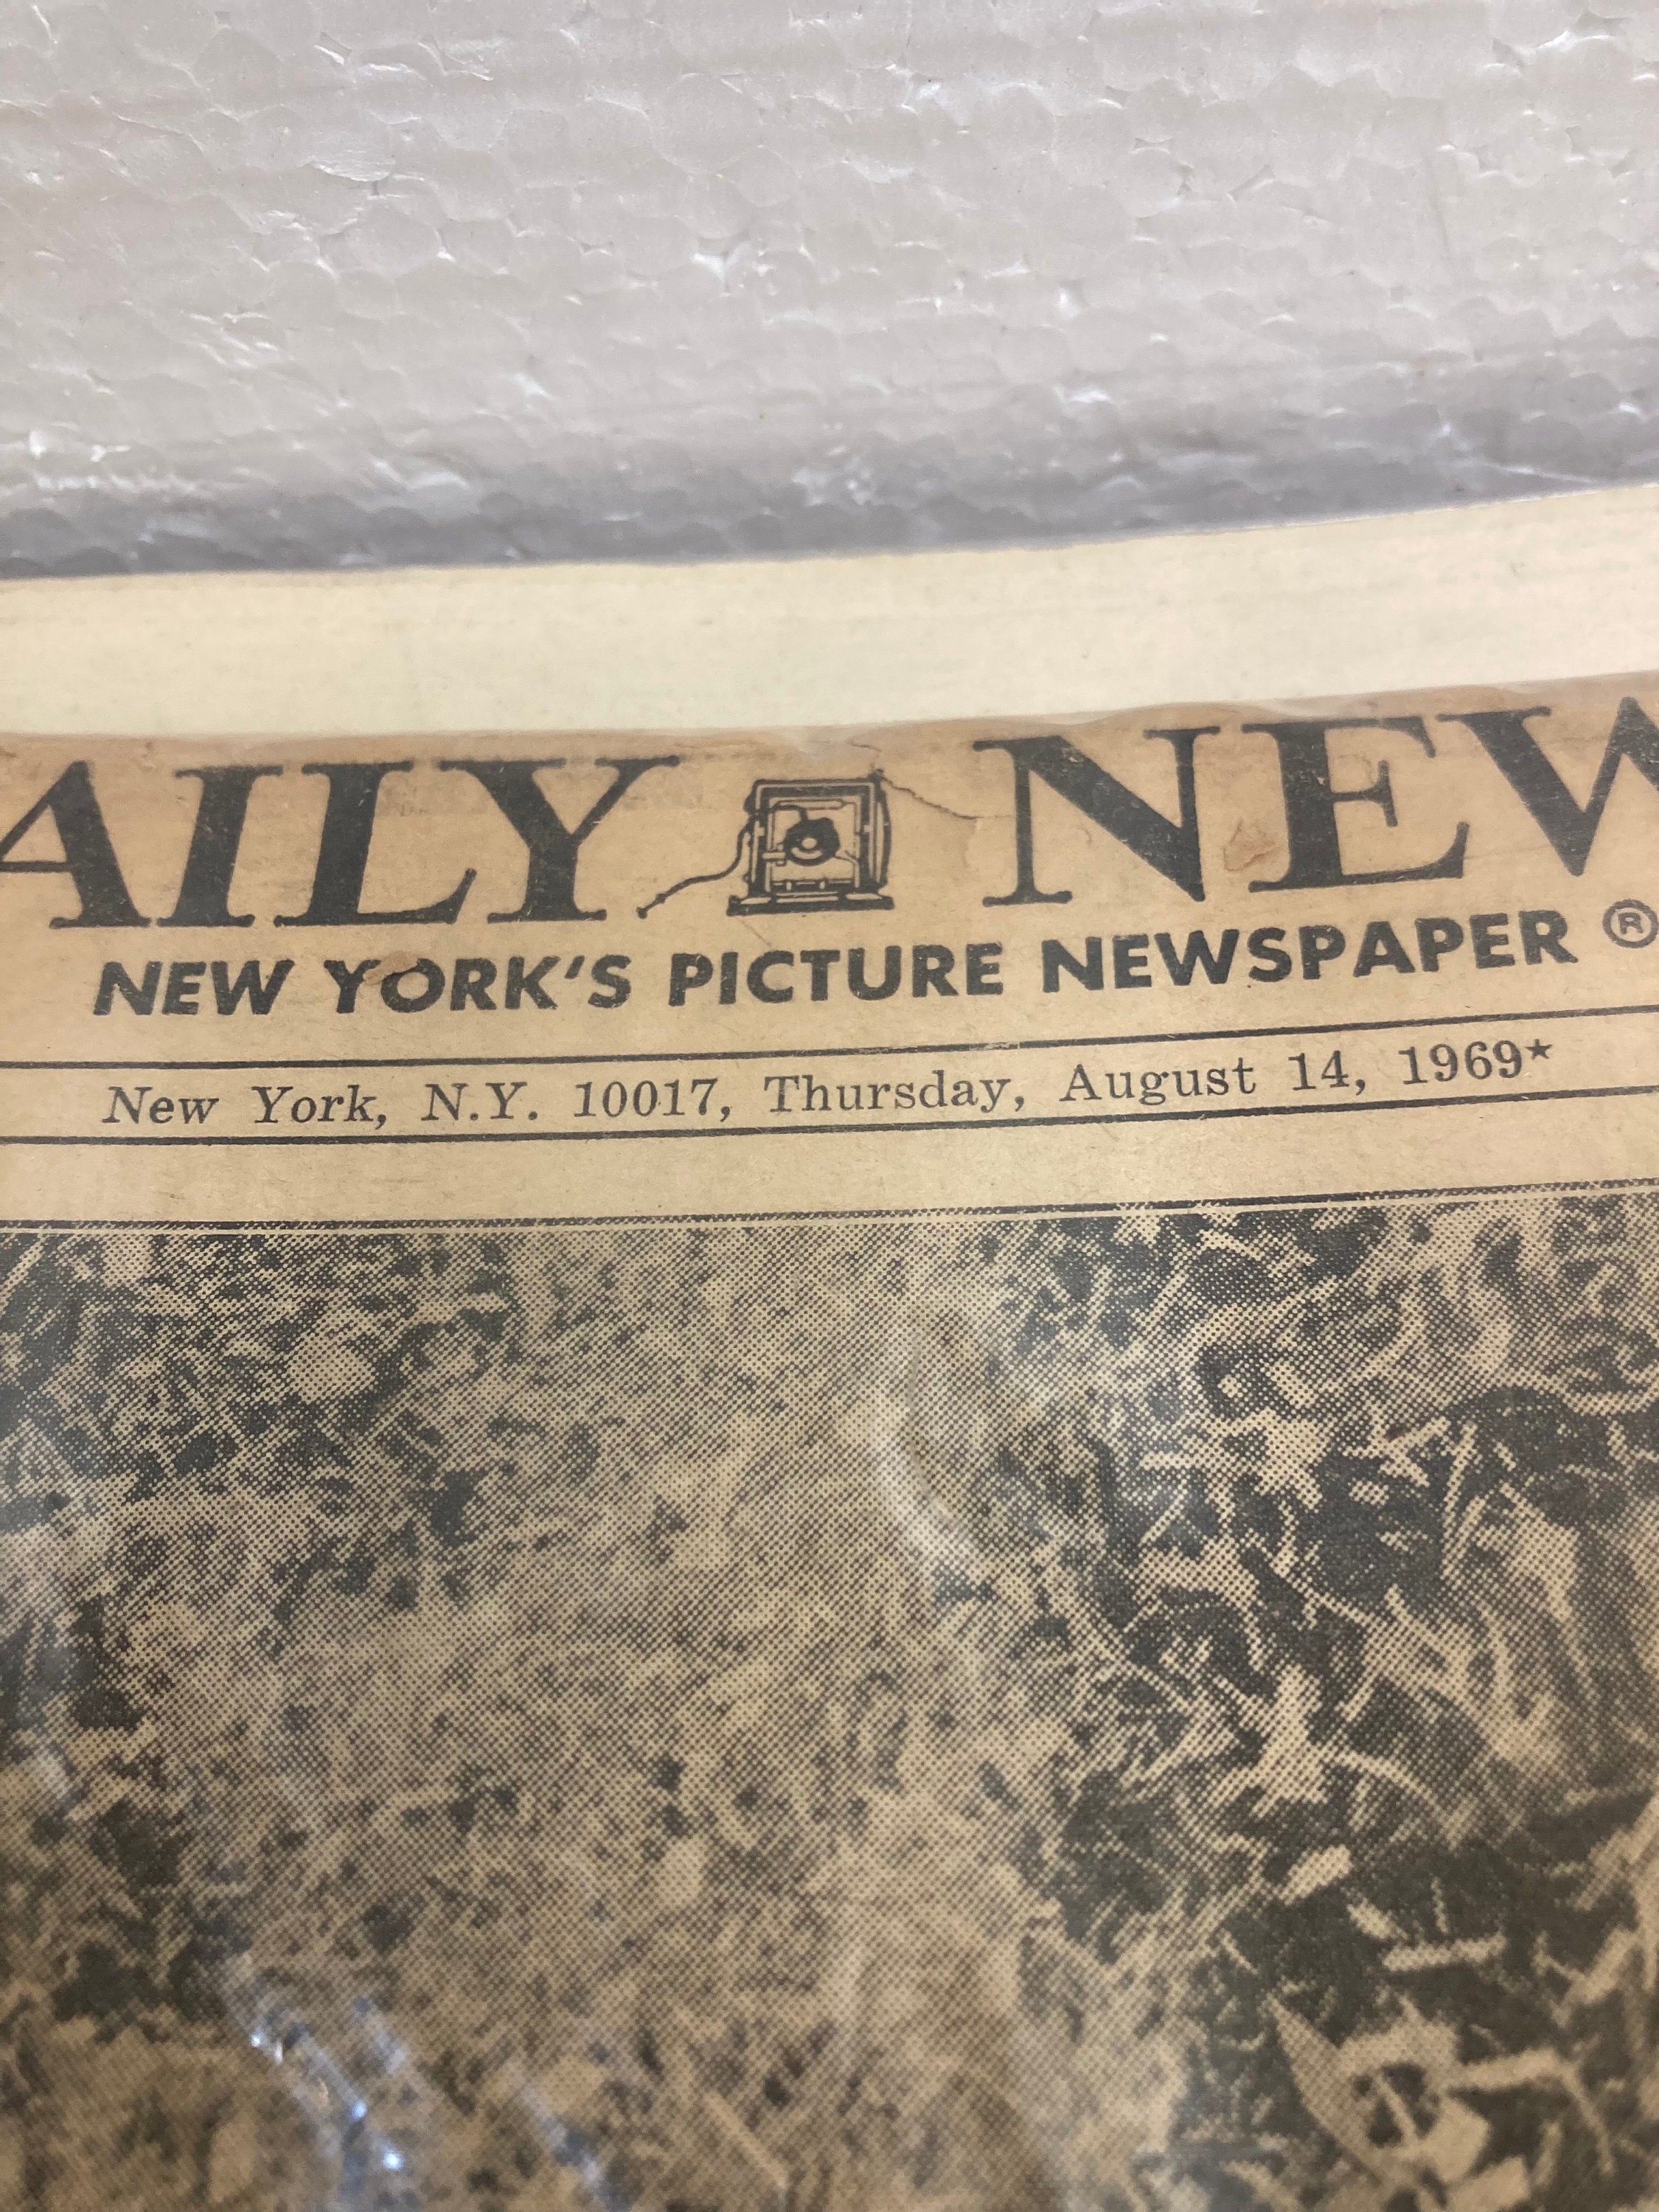 AILY NEW
NEW YORK'S PICTURE NEWSPAPER ®
New York, N.Y. 10017, Thursday, August 14, 1969★